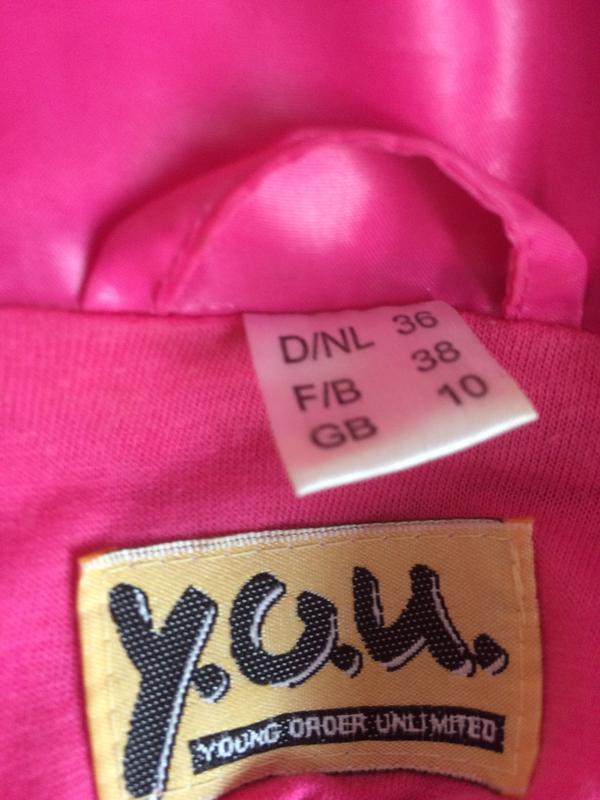 D/NL 36
F/B 38
GB 10
Y.O.U.
YOUNG ORDER UNLIMITED